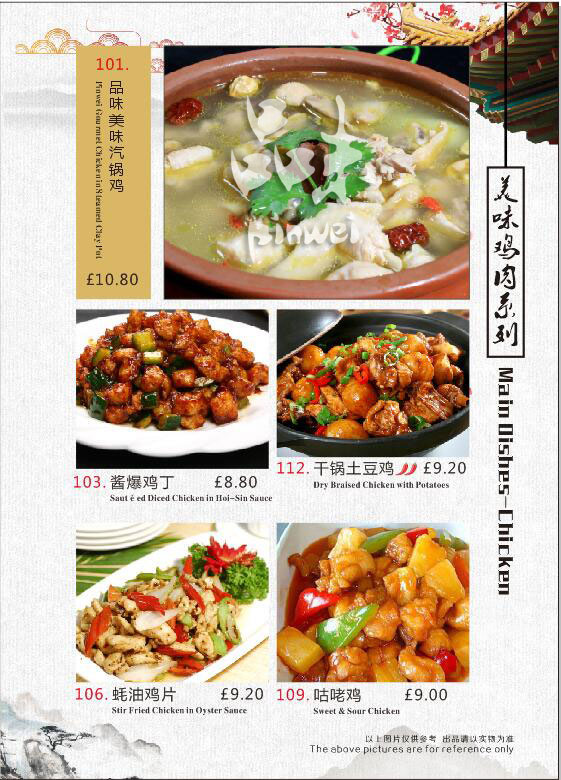 101.
品味美味汽锅鸡
Pinwei Gourmet Chicken in Steamed Clay Pot
£10.80
品味
pinwei
美味鸡肉系列
Main Dishes-Chicken
103. 酱爆鸡丁 £8.80
Saut é ed Diced Chicken in Hoi-Sin Sauce
112. 干锅土豆鸡 £9.20
Dry Braised Chicken with Potatoes
106. 蚝油鸡片 £9.20
Stir Fried Chicken in Oyster Sauce
109. 咕咾鸡 £9.00
Sweet & Sour Chicken
以上图片仅供参考 出品请以实物为准
The above pictures are for reference only